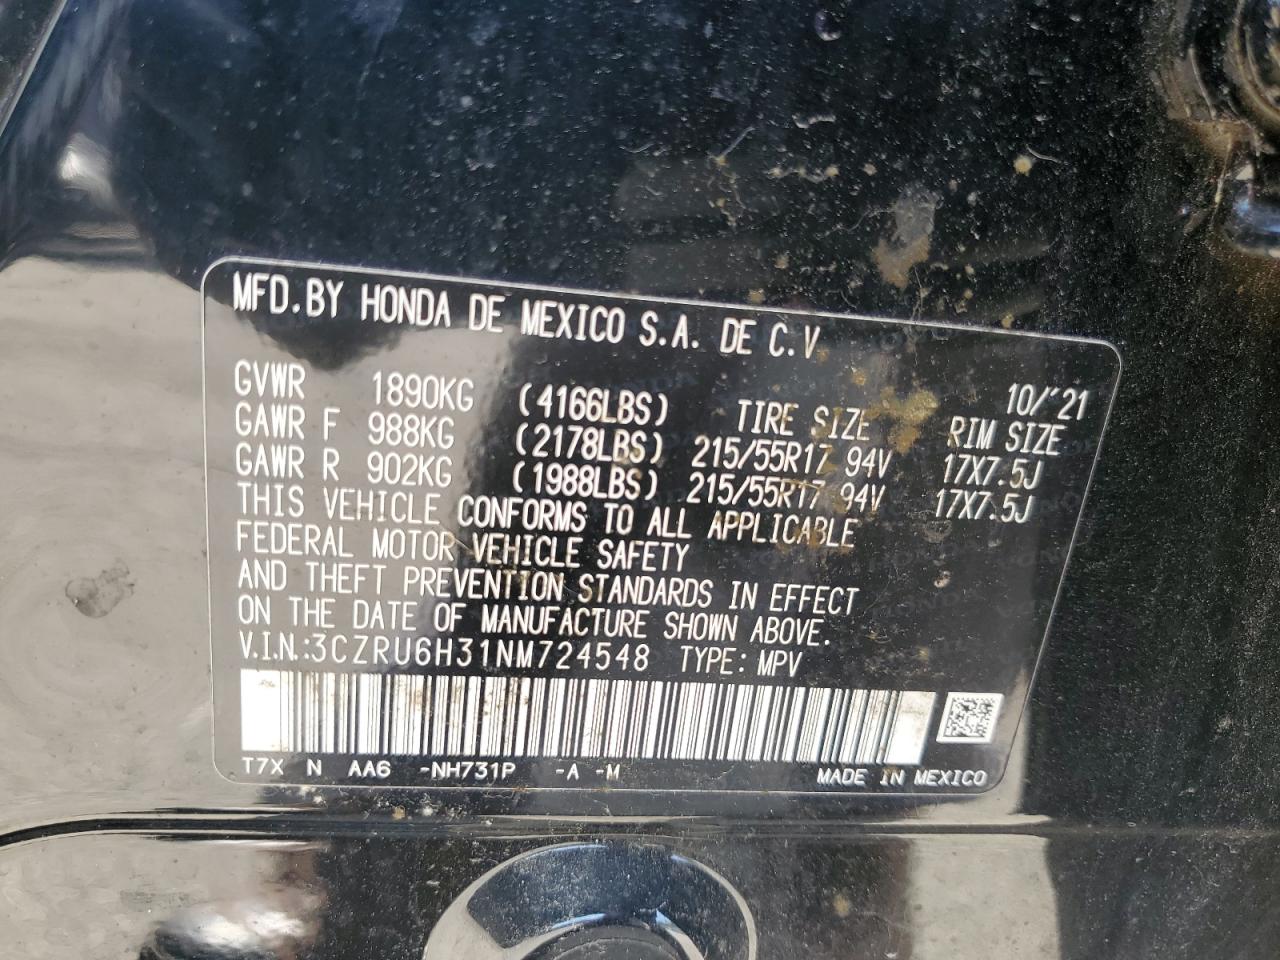 MFD.BY HONDA DE MEXICO S.A. DE C.V
10/'21
GVWR 1890KG (4166LBS) TIRE SIZE RIM SIZE
GAWR F 988KG (2178LBS) 215/55R17 94V 17X7.5J
GAWR R 902KG (1988LBS) 215/55R17 94V 17X7.5J
THIS VEHICLE CONFORMS TO ALL APPLICABLE
FEDERAL MOTOR VEHICLE SAFETY
AND THEFT PREVENTION STANDARDS IN EFFECT
ON THE DATE OF MANUFACTURE SHOWN ABOVE.
V.I.N.:3CZRU6H31NM724548 TYPE: MPV
T7X N AA6 -NH731P -A -M MADE IN MEXICO